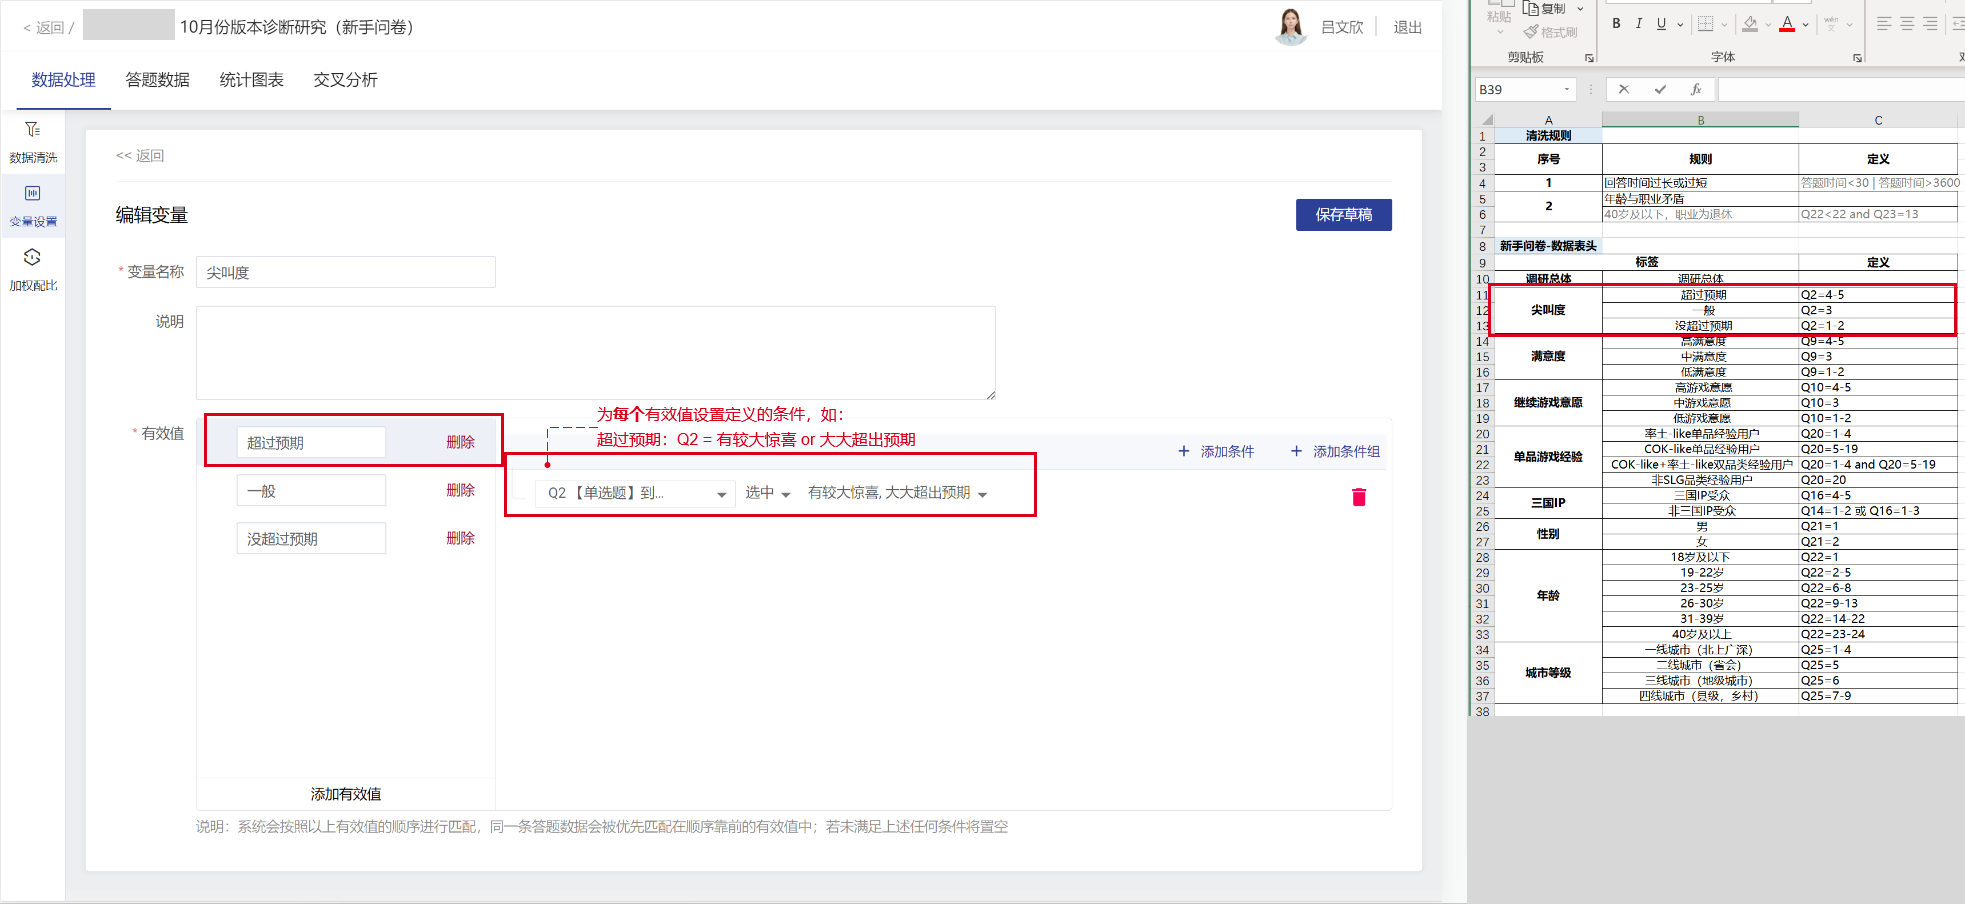 < 返回 /
10月份版本诊断研究（新手问卷）
吕文欣
退出
数据处理
答题数据
统计图表
交叉分析
数据清洗
变量设置
加权配比
<< 返回
编辑变量
保存草稿
* 变量名称
尖叫度
说明
* 有效值
超过预期
删除
一般
删除
没超过预期
删除
添加有效值
为每个有效值设置定义的条件，如：
超过预期：Q2 = 有较大惊喜 or 大大超出预期
+ 添加条件
+ 添加条件组
Q2 【单选题】到...
选中
有较大惊喜, 大大超出预期
说明：系统会按照以上有效值的顺序进行匹配，同一条答题数据会被优先匹配在顺序靠前的有效值中；若未满足上述任何条件将置空
粘贴
复制
格式刷
剪贴板
B I U
A
wén
文
字体
B39
fx
A B C
1 清洗规则
2
3 序号 规则 定义
4 1 回答时间过长或过短 答题时间<30 | 答题时间>3600
5 2 年龄与职业矛盾
6 40岁及以下，职业为退休 Q22<22 and Q23=13
7
8 新手问卷-数据表头
9 标签 定义
10 调研总体 调研总体
11 尖叫度 超过预期 Q2=4-5
12 一般 Q2=3
13 没超过预期 Q2=1-2
14 满意度 高满意度 Q9=4-5
15 中满意度 Q9=3
16 低满意度 Q9=1-2
17 继续游戏意愿 高游戏意愿 Q10=4-5
18 中游戏意愿 Q10=3
19 低游戏意愿 Q10=1-2
20 单品游戏经验 率土-like单品经验用户 Q20=1-4
21 COK-like单品经验用户 Q20=5-19
22 COK-like+率土-like双品类经验用户 Q20=1-4 and Q20=5-19
23 非SLG品类经验用户 Q20=20
24 三国IP 三国IP受众 Q16=4-5
25 非三国IP受众 Q14=1-2 或 Q16=1-3
26 性别 男 Q21=1
27 女 Q21=2
28 年龄 18岁及以下 Q22=1
29 19-22岁 Q22=2-5
30 23-25岁 Q22=6-8
31 26-30岁 Q22=9-13
32 31-39岁 Q22=14-22
33 40岁及以上 Q22=23-24
34 城市等级 一线城市（北上广深） Q25=1-4
35 二线城市（省会） Q25=5
36 三线城市（地级城市） Q25=6
37 四线城市（县级，乡村） Q25=7-9
38